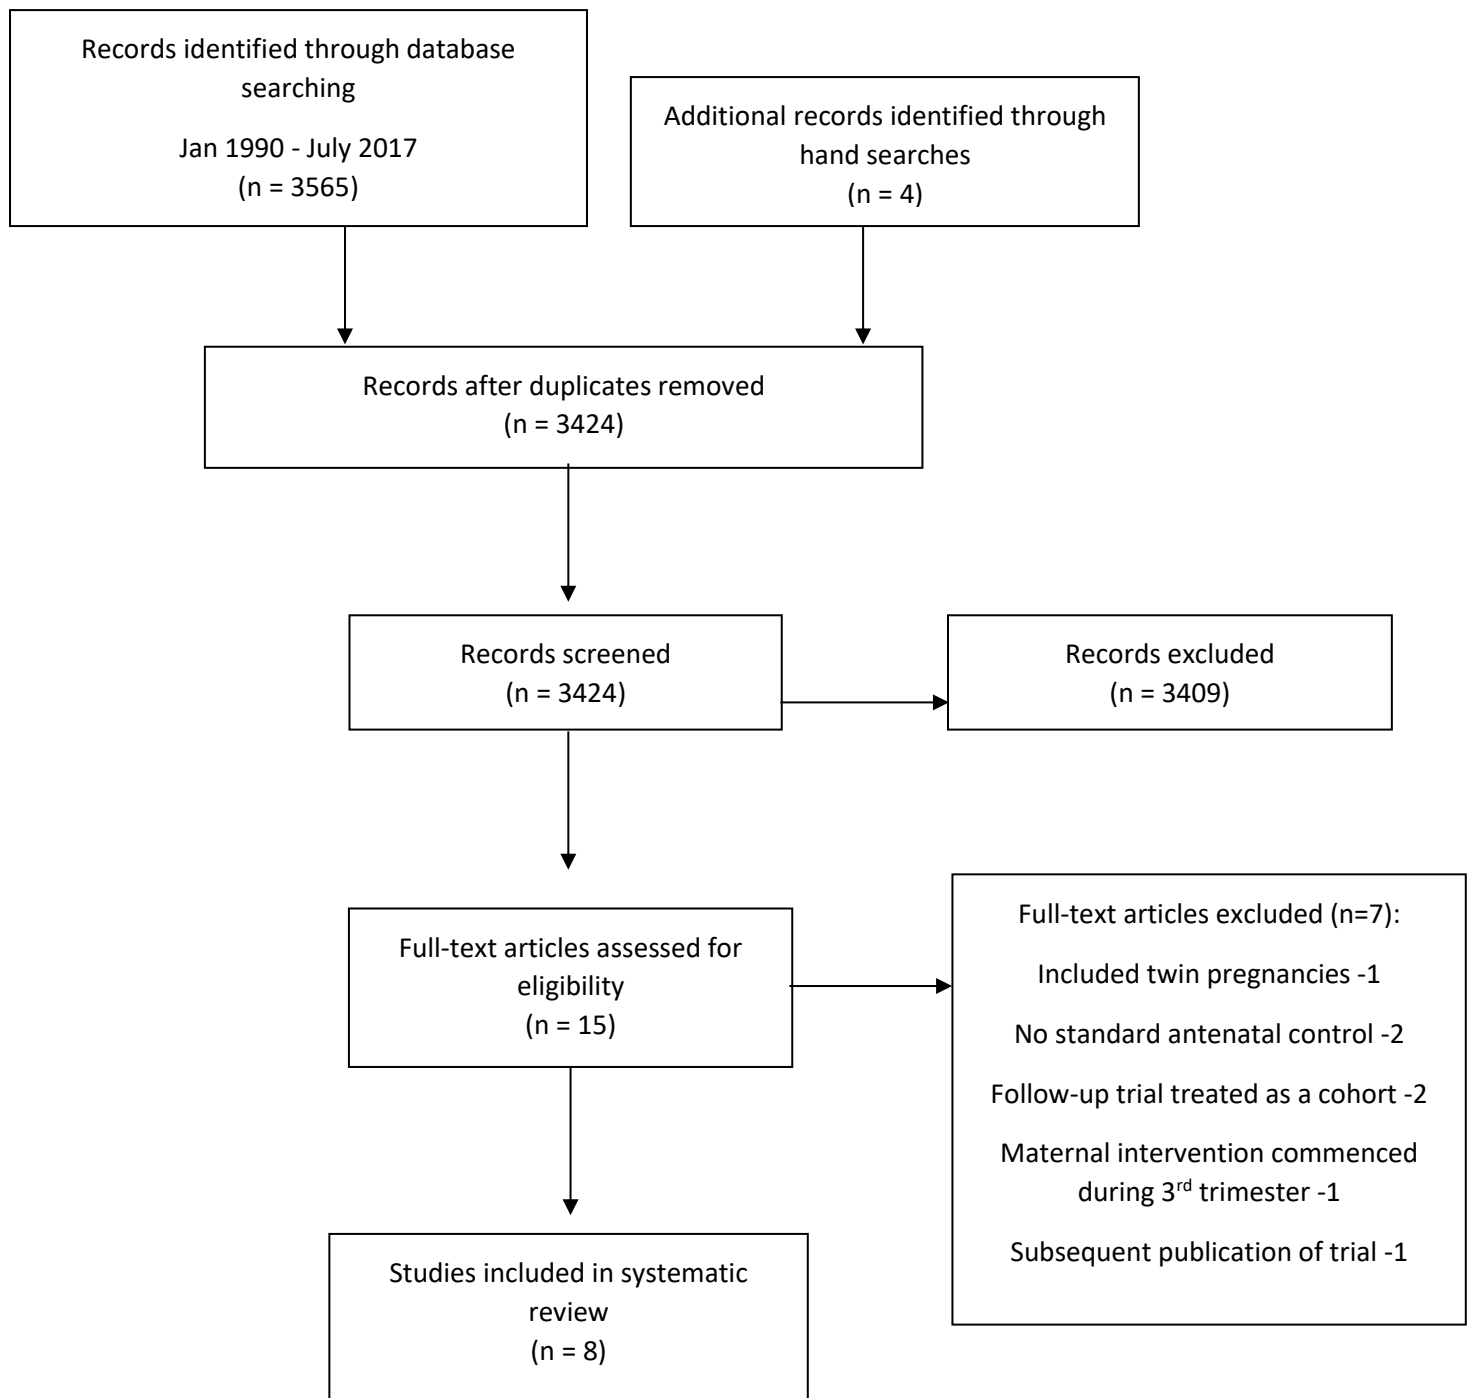 Records identified through database
searching
Jan 1990 - July 2017
(n = 3565)
Additional records identified through
hand searches
(n = 4)
Records after duplicates removed
(n = 3424)
Records screened
(n = 3424)
Records excluded
(n = 3409)
Full-text articles assessed for
eligibility
(n = 15)
Full-text articles excluded (n=7):
Included twin pregnancies -1
No standard antenatal control -2
Follow-up trial treated as a cohort -2
Maternal intervention commenced
during 3rd trimester -1
Subsequent publication of trial -1
Studies included in systematic
review
(n = 8)